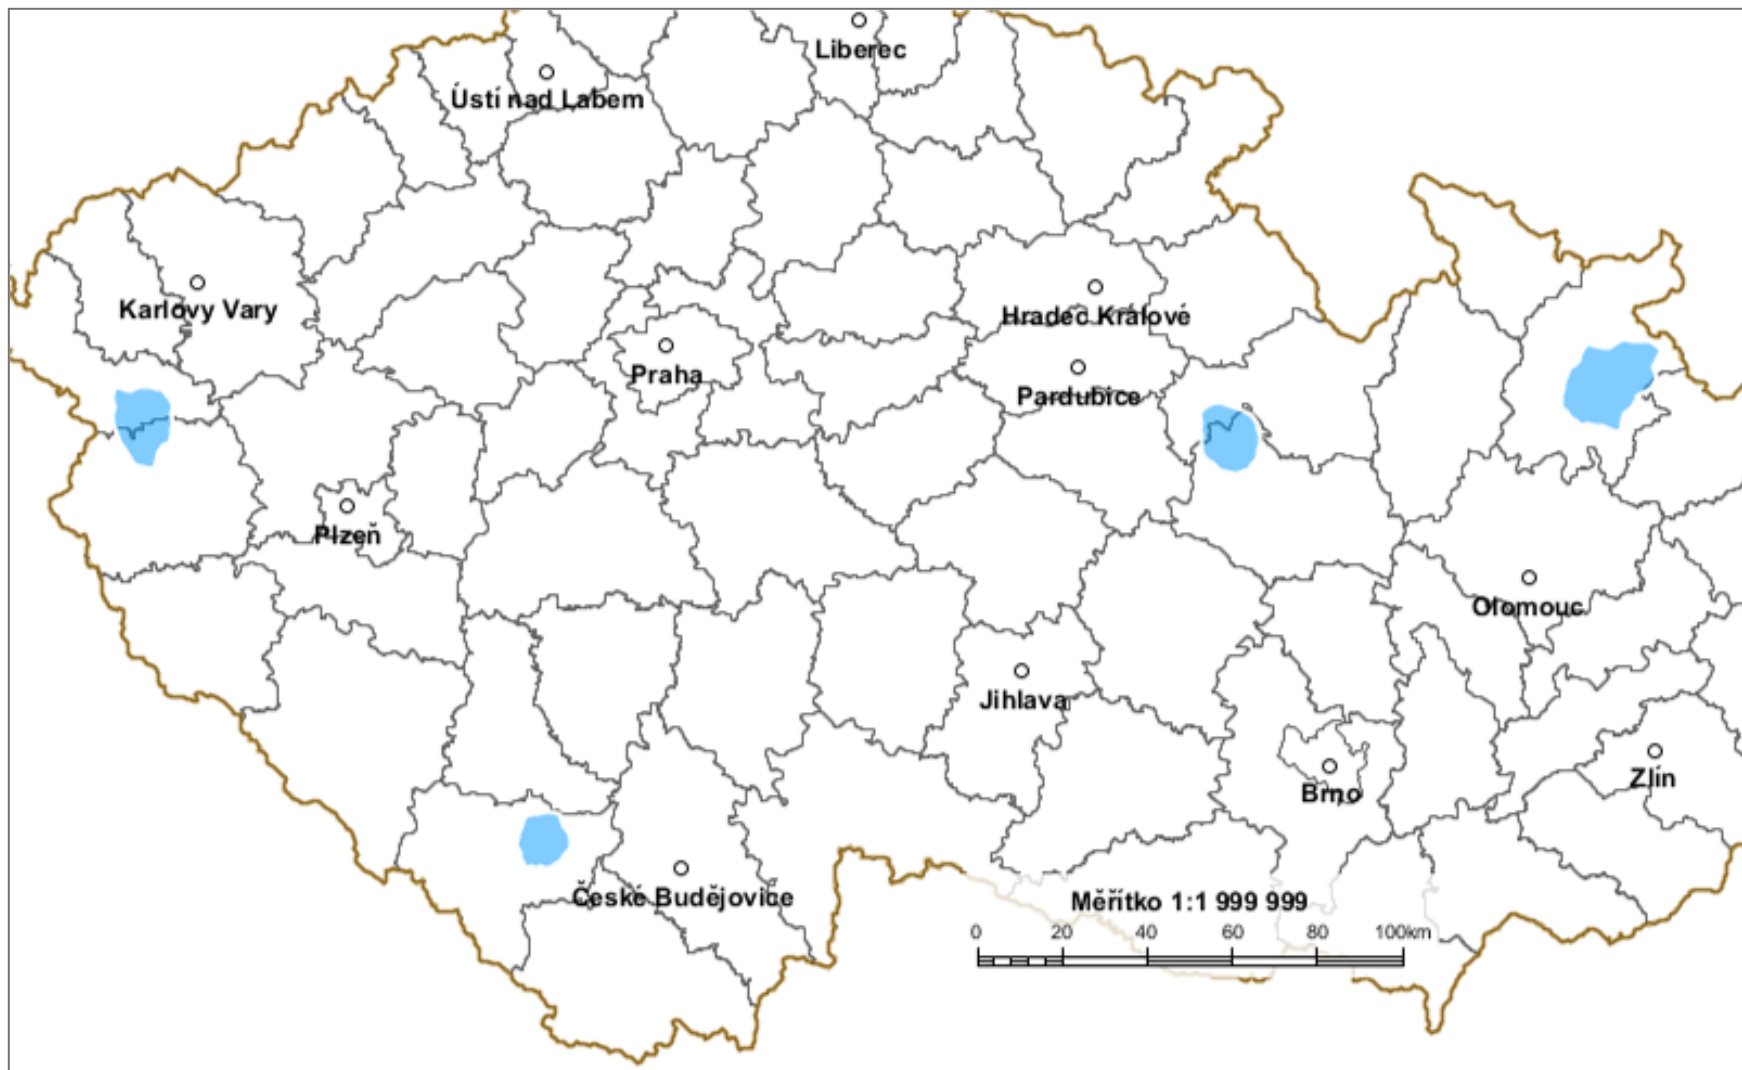 Liberec
Ústí nad Labem
Karlovy Vary
Hradec Králové
Praha
Pardubice
Plzeň
Olomouc
Jihlava
Zlín
Brno
České Budějovice
Měřítko 1:1 999 999
0 20 40 60 80 100km